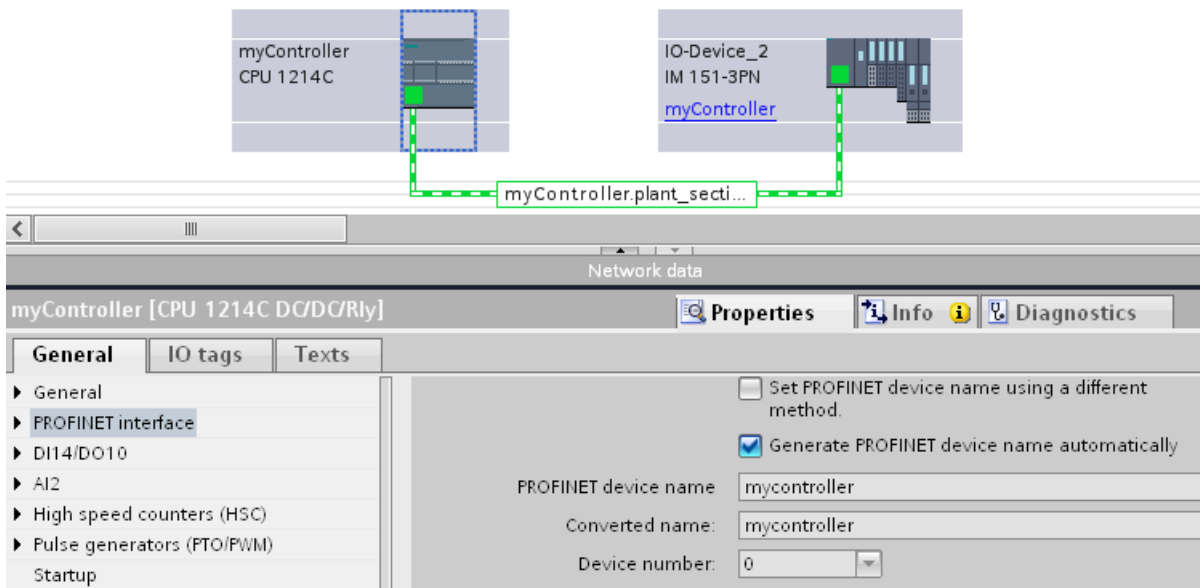 myController
CPU 1214C
IO-Device_2
IM 151-3PN
myController
myController.plant_secti...
Network data
myController [CPU 1214C DC/DC/Rly]
Properties
Info
Diagnostics
General
IO tags
Texts
General
PROFINET interface
DI14/DO10
AI2
High speed counters (HSC)
Pulse generators (PTO/PWM)
Startup
Set PROFINET device name using a different
method.
Generate PROFINET device name automatically
PROFINET device name
mycontroller
Converted name:
mycontroller
Device number:
0